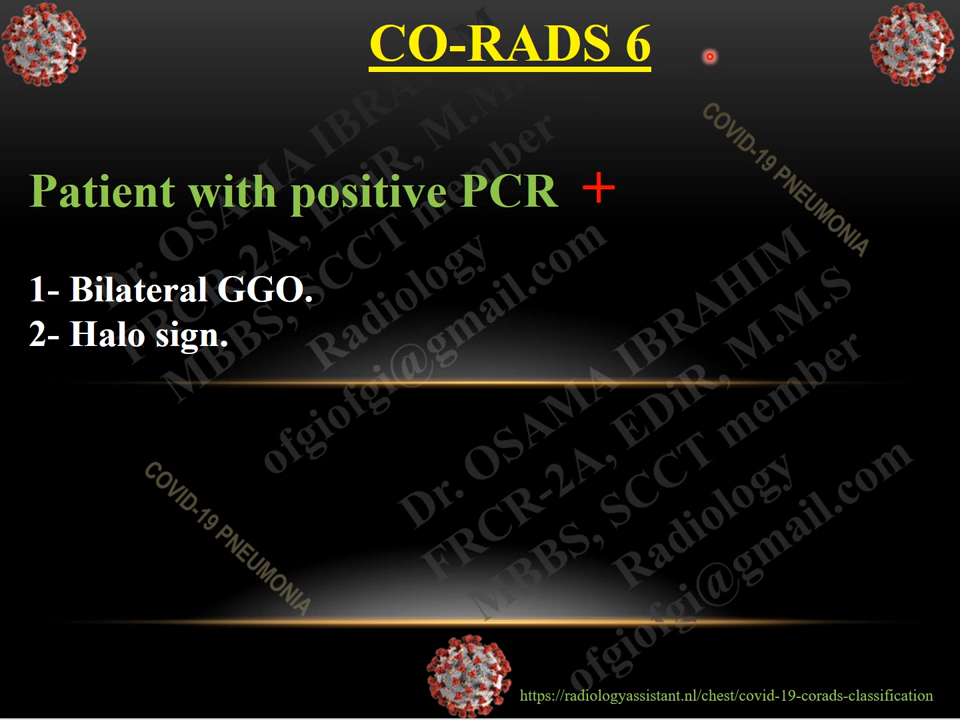 CO-RADS 6
COVID-19 PNEUMONIA
Patient with positive PCR +
1- Bilateral GGO.
2- Halo sign.
Dr. OSAMA IBRAHIM
FRCR-2A, EDiR, M.M.S
MBBS, SCCT member
Radiology
ofgiofgi@gmail.com
Dr. OSAMA IBRAHIM
FRCR-2A, EDiR, M.M.S
MBBS, SCCT member
Radiology
ofgiofgi@gmail.com
COVID-19 PNEUMONIA
https://radiologyassistant.nl/chest/covid-19-corads-classification